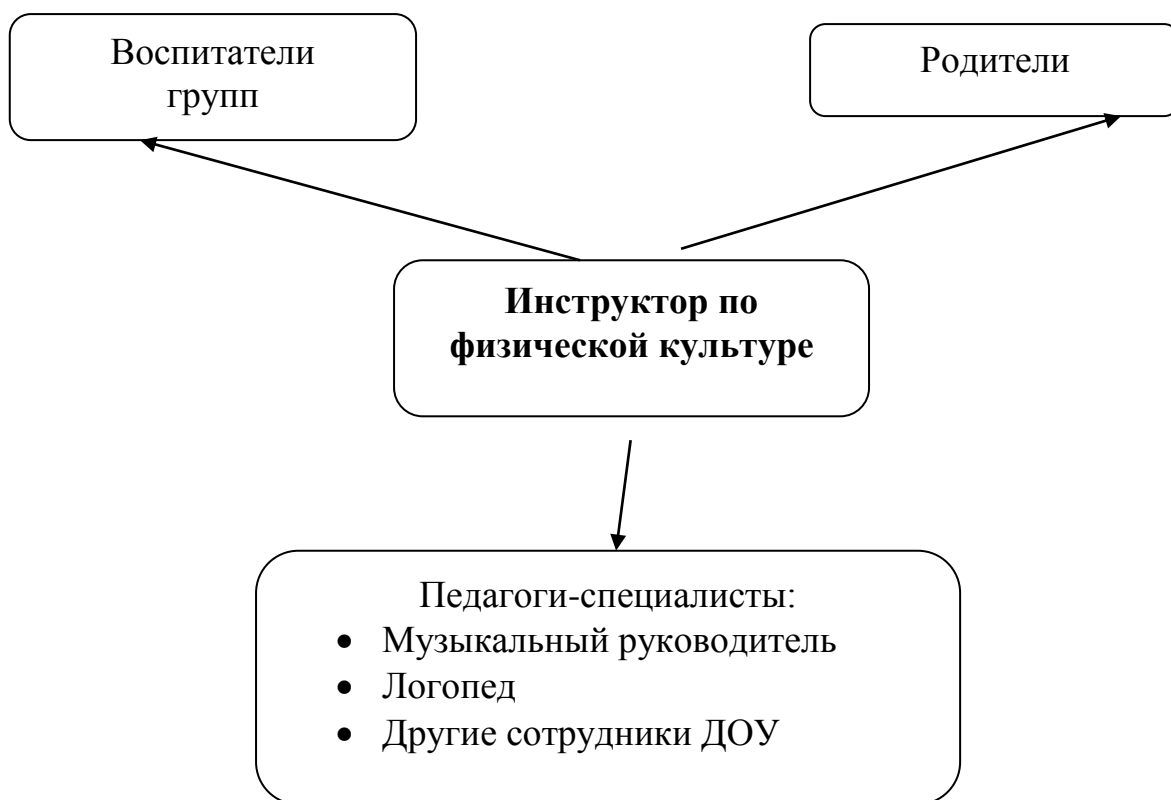 Воспитатели
групп
Родители
Инструктор по
физической культуре
Педагоги-специалисты:
• Музыкальный руководитель
• Логопед
• Другие сотрудники ДОУ